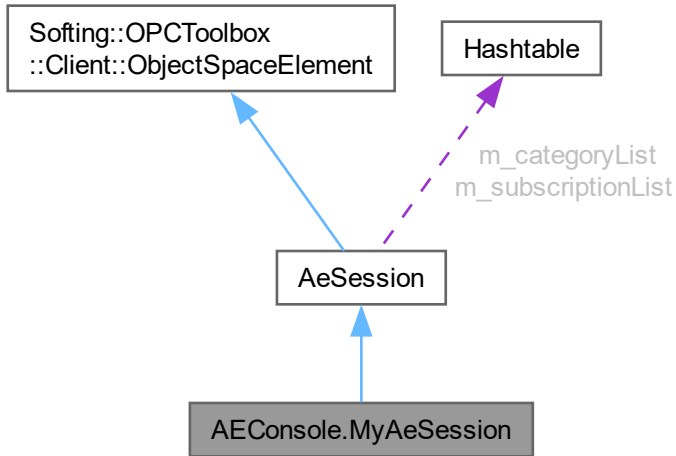 Softing::OPCToolbox
::Client::ObjectSpaceElement
Hashtable
m_categoryList
m_subscriptionList
AeSession
AEConsole.MyAeSession